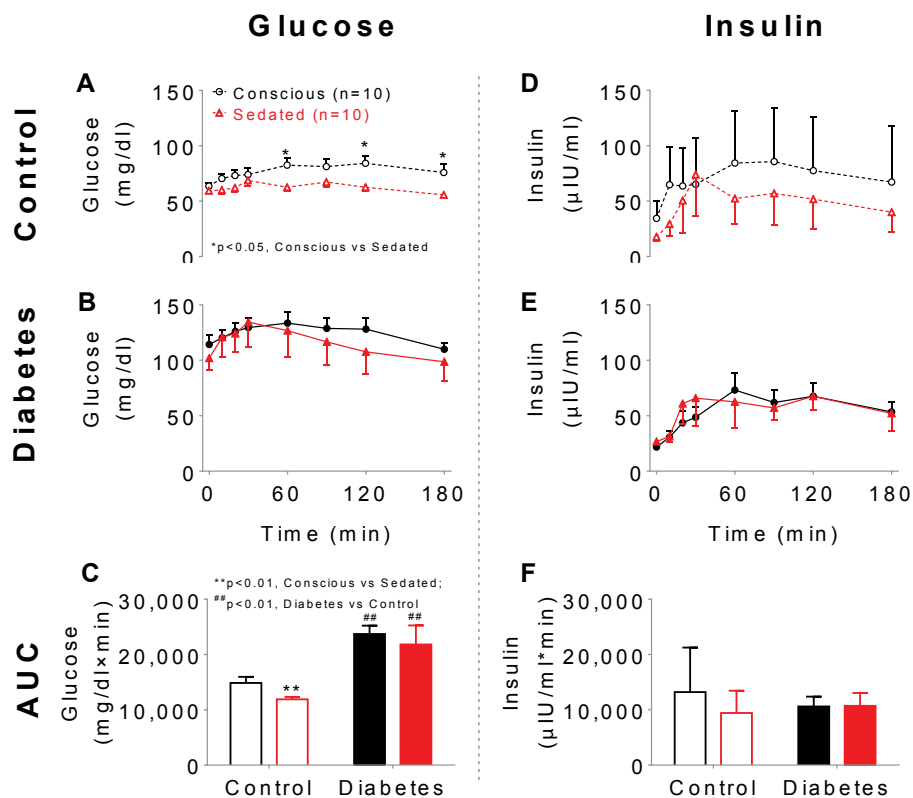 Glucose
Insulin
Control
A
150
100
50
0
Glucose
(mg/dl)
Conscious (n=10)
Sedated (n=10)
*
*
*
*p<0.05, Conscious vs Sedated
D
150
100
50
0
Insulin
(µIU/ml)
Diabetes
B
150
100
50
0
Glucose
(mg/dl)
0
60
120
180
Time (min)
E
150
100
50
0
Insulin
(µIU/ml)
0
60
120
180
Time (min)
AUC
C
**p<0.01, Conscious vs Sedated;
##p<0.01, Diabetes vs Control
30,000
20,000
10,000
0
Glucose
(mg/dl×min)
**
##
##
Control
Diabetes
F
30,000
20,000
10,000
0
Insulin
(µIU/ml*min)
Control
Diabetes